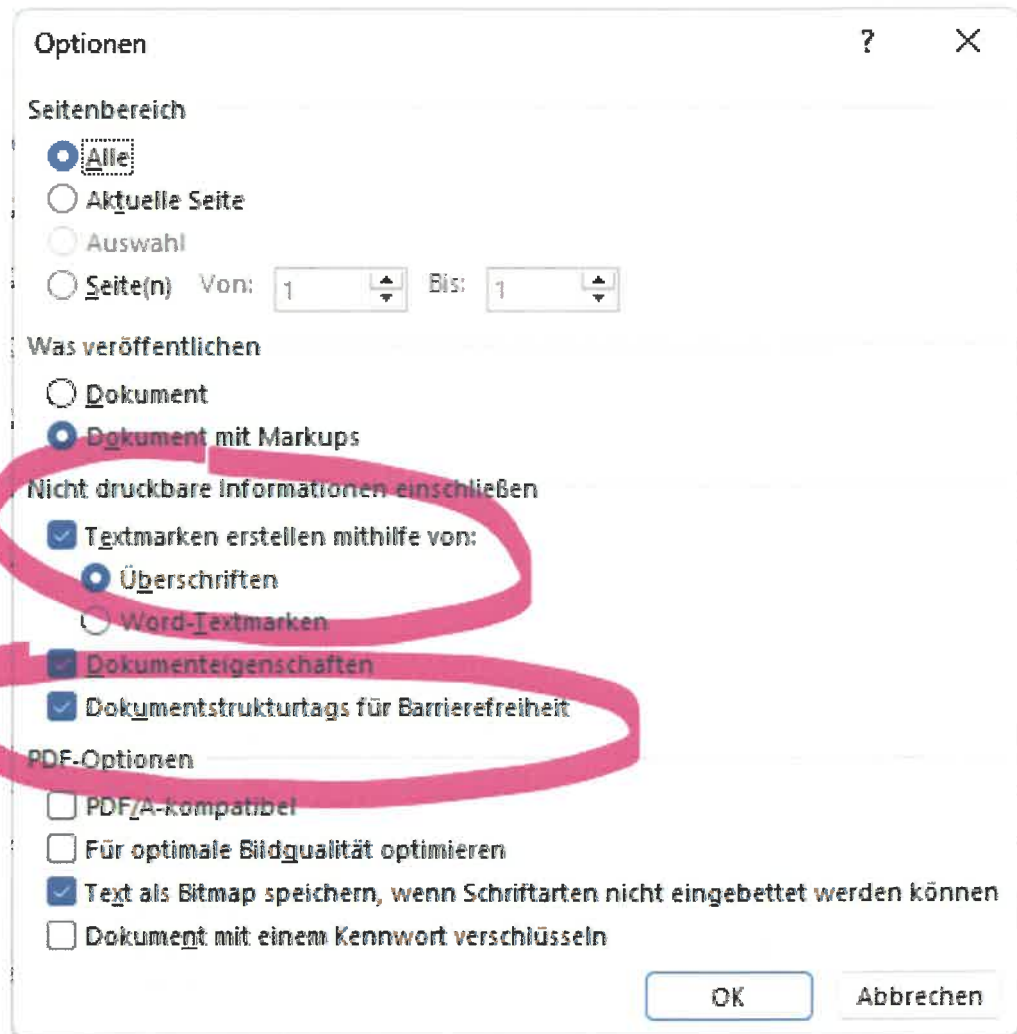 Optionen ?
Seitenbereich
Alle
Aktuelle Seite
Auswahl
Seite(n) Von: 1 Bis: 1
Was veröffentlichen
Dokument
Dokument mit Markups
Nicht druckbare Informationen einschließen
Textmarken erstellen mithilfe von:
Überschriften
Word-Textmarken
Dokumenteigenschaften
Dokumentstrukturtags für Barrierefreiheit
PDF-Optionen
PDF/A-kompatibel
Für optimale Bildqualität optimieren
Text als Bitmap speichern, wenn Schriftarten nicht eingebettet werden können
Dokument mit einem Kennwort verschlüsseln
OK Abbrechen